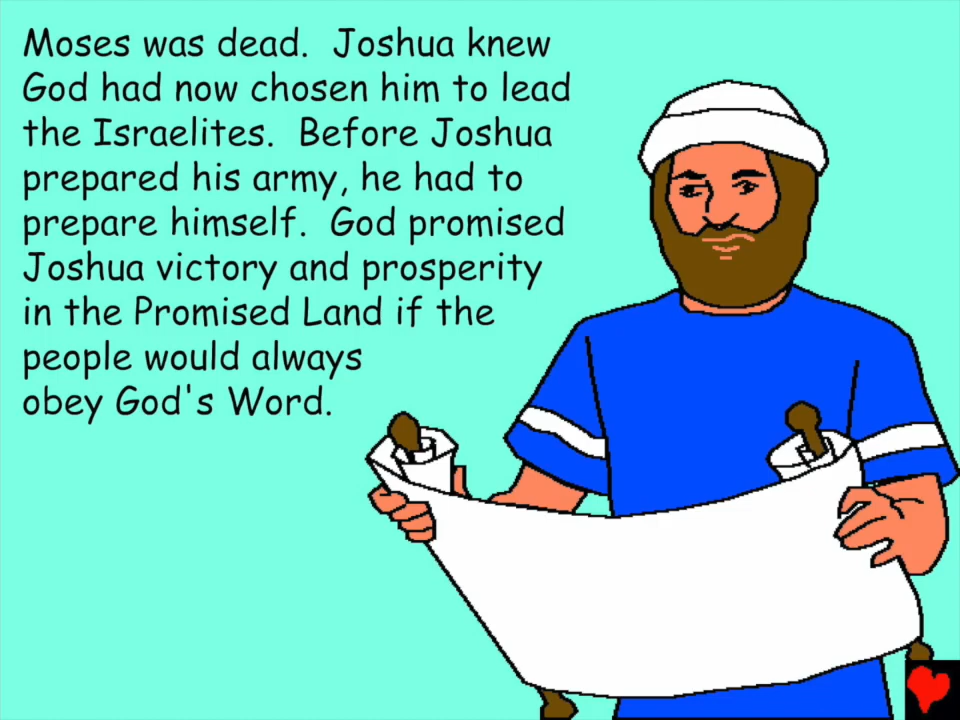 Moses was dead.  Joshua knew
God had now chosen him to lead
the Israelites.  Before Joshua
prepared his army, he had to
prepare himself.  God promised
Joshua victory and prosperity
in the Promised Land if the
people would always
obey God's Word.